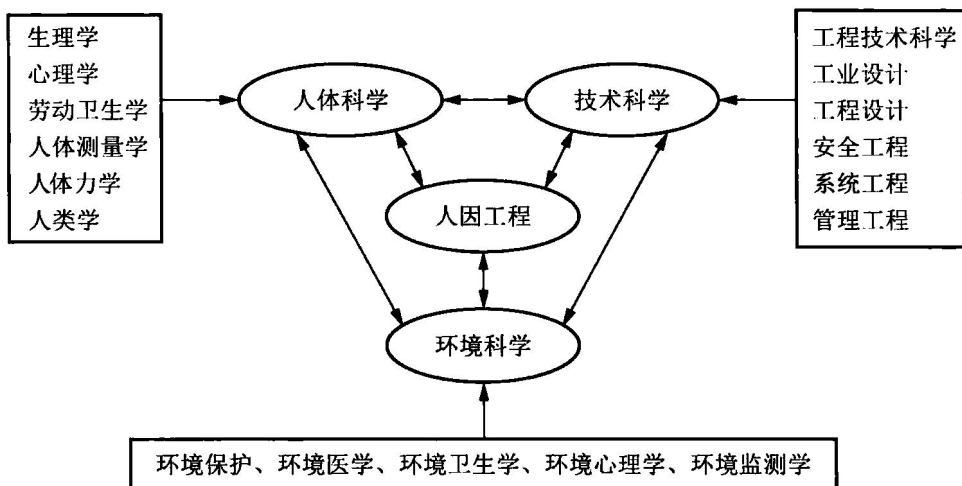 生理学
心理学
劳动卫生学
人体测量学
人体力学
人类学
人体科学
技术科学
工程技术科学
工业设计
工程设计
安全工程
系统工程
管理工程
人因工程
环境科学
环境保护、环境医学、环境卫生学、环境心理学、环境监测学